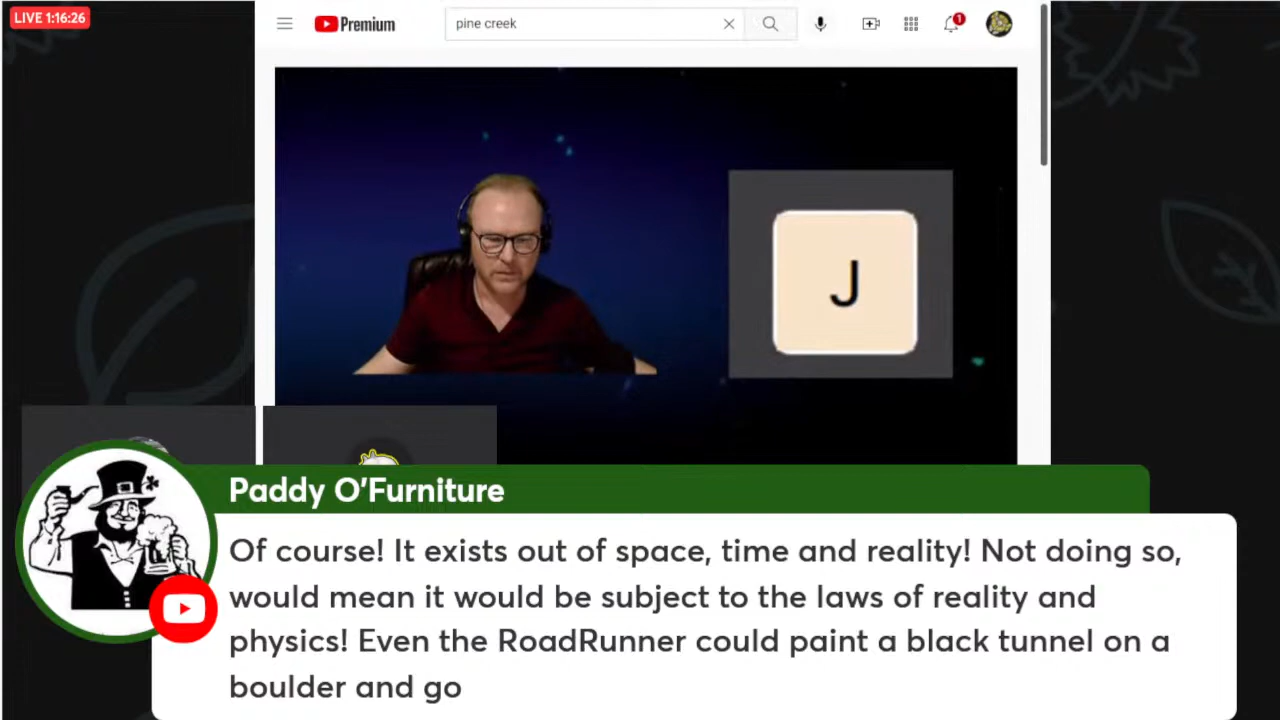 LIVE 1:16:26
Premium
pine creek
1
J
Paddy O'Furniture
Of course! It exists out of space, time and reality! Not doing so,
would mean it would be subject to the laws of reality and
physics! Even the RoadRunner could paint a black tunnel on a
boulder and go